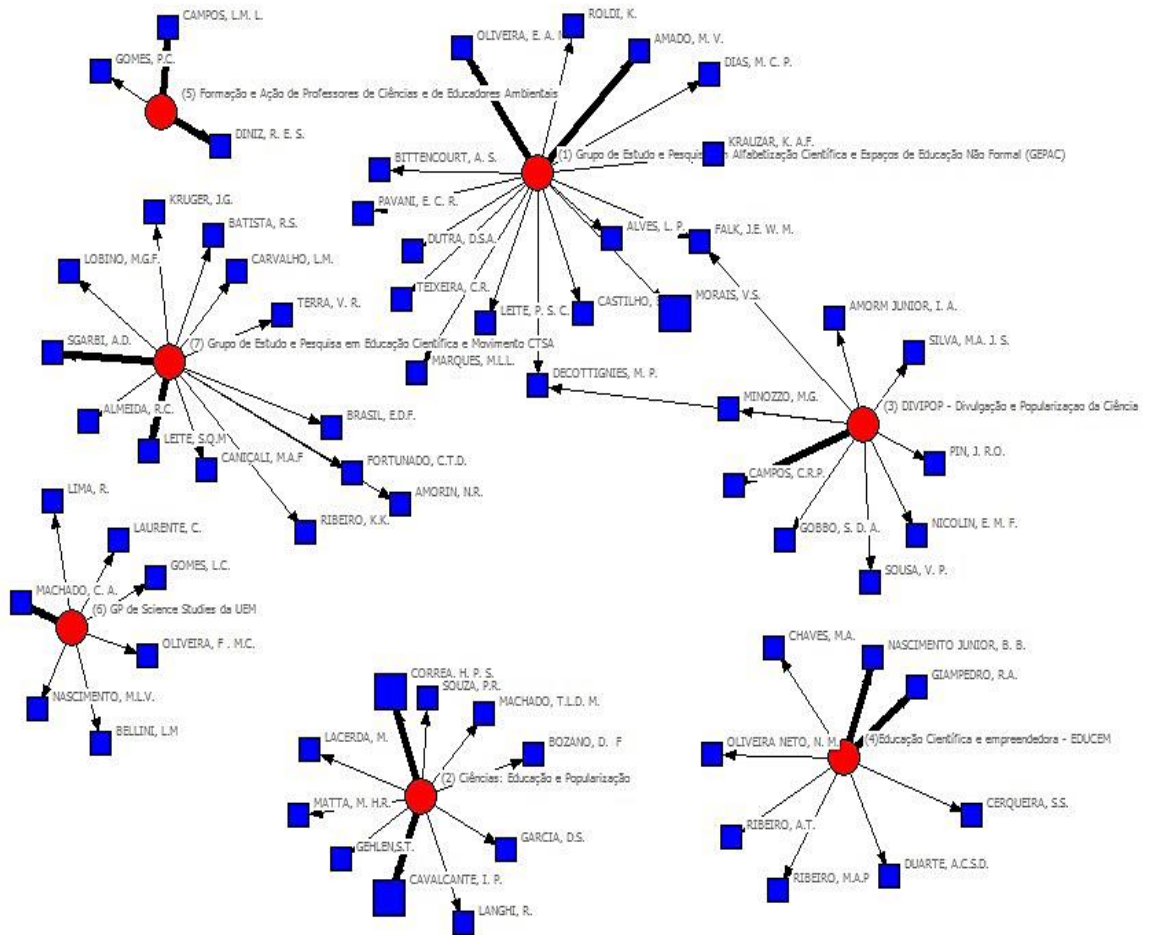 CAMPOS, L.M. L.
GOMES, P.C.
(5) Formação e Ação de Professores de Ciências e de Educadores Ambientais
DINIZ, R. E. S.
ROLDI, K.
OLIVEIRA, E. A.
AMADO, M. V.
DIAS, M. C. P.
KRAUZAR, K. A.F.
(1) Grupo de Estudo e Pesquis Alfabetização Científica e Espaços de Educação Não Formal (GEPAC)
BITTENCOURT, A. S.
PAVANI, E. C. R.
DUTRA, D.S.A.
ALVES, L. P.
FALK, J.E. W. M.
TEIXEIRA, C.R.
LEITE, P. S. C.
CASTILHO,
MORAIS, V.S.
MARQUES, M.L.L.
DECOTTIGNIES, M. P.
KRUGER, J.G.
BATISTA, R.S.
LOBINO, M.G.F.
CARVALHO, L.M.
TERRA, V. R.
SGARBI, A.D.
(7) Grupo de Estudo e Pesquisa em Educação Científica e Movimento CTSA
ALMEIDA, R.C.
BRASIL, E.D.F.
LEITE, S.Q.M
CANIÇALI, M.A.F
FORTUNADO, C.T.D.
AMORIN, N.R.
RIBEIRO, K.K.
AMORM JUNIOR, I. A.
SILVA, M.A. J. S.
MINOZZO, M.G.
(3) DIVIPOP - Divulgação e Popularizaçao da Ciência
PIN, J. R.O.
CAMPOS, C.R.P.
GOBBO, S. D. A.
NICOLIN, E. M. F.
SOUSA, V. P.
LIMA, R.
LAURENTE, C.
GOMES, L.C.
MACHADO, C. A.
(6) GP de Science Studies da UEM
OLIVEIRA, F . M.C.
NASCIMENTO, M.L.V.
BELLINI, L.M
CORREA. H. P. S.
SOUZA, P.R.
MACHADO, T.L.D. M.
LACERDA, M.
BOZANO, D. F
(2) Ciências: Educação e Popularização
MATTA, M. H.R.
GARCIA, D.S.
GEHLEN,S.T.
CAVALCANTE, I. P.
LANGHI, R.
CHAVES, M.A.
NASCIMENTO JUNIOR, B. B.
GIAMPEDRO, R.A.
OLIVEIRA NETO, N. M.
(4)Educação Científica e empreendedora - EDUCEM
CERQUEIRA, S.S.
RIBEIRO, A.T.
DUARTE, A.C.S.D.
RIBEIRO, M.A.P